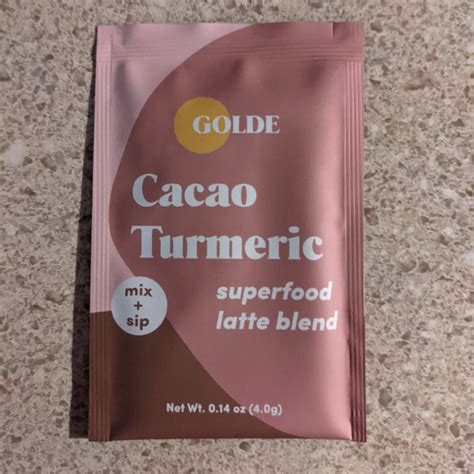 GOLDE
Cacao
Turmeric
mix
+
sip
superfood
latte blend
Net Wt. 0.14 oz (4.0g)